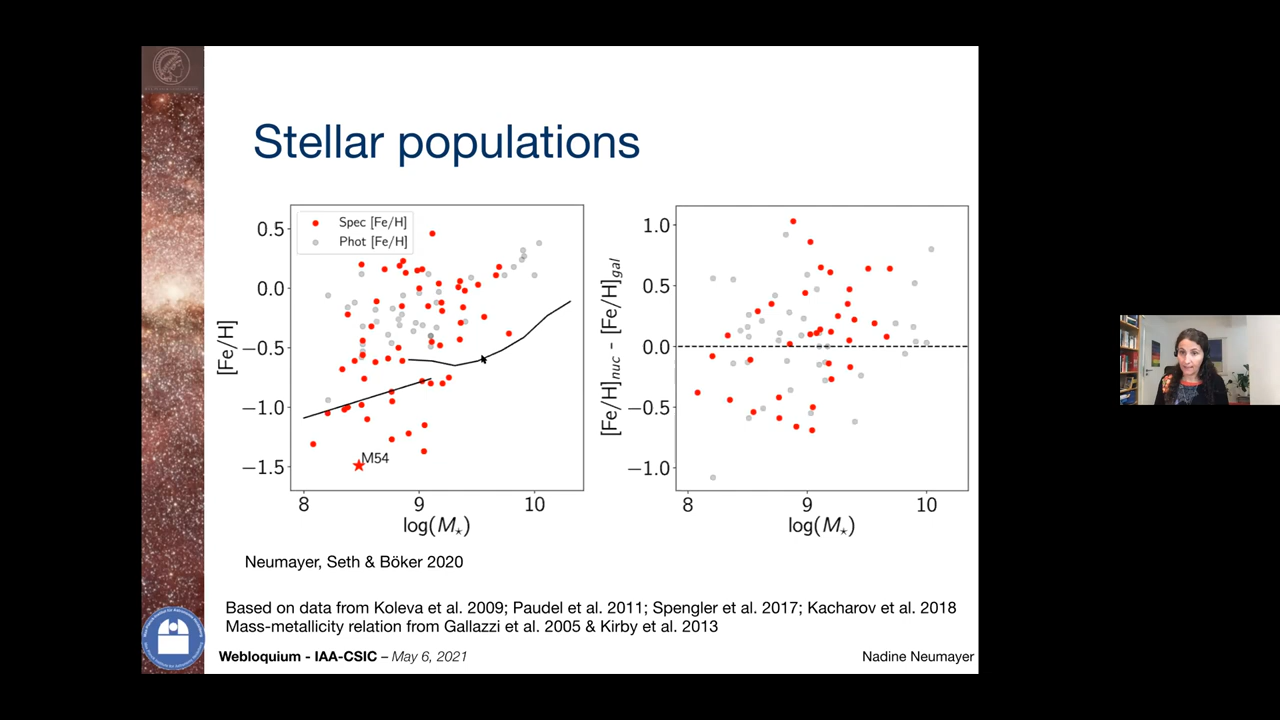 Stellar populations
0.5
0.0
−0.5
−1.0
−1.5
[Fe/H]
Spec [Fe/H]
Phot [Fe/H]
M54
8
9
10
log(M⋆)
1.0
0.5
0.0
−0.5
−1.0
[Fe/H]nuc - [Fe/H]gal
8
9
10
log(M⋆)
Neumayer, Seth & Böker 2020
Based on data from Koleva et al. 2009; Paudel et al. 2011; Spengler et al. 2017; Kacharov et al. 2018
Mass-metallicity relation from Gallazzi et al. 2005 & Kirby et al. 2013
Webloquium - IAA-CSIC – May 6, 2021
Nadine Neumayer